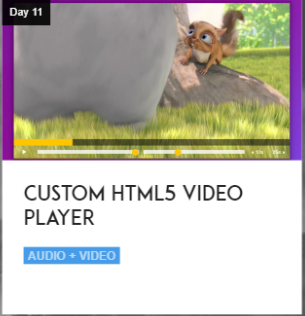 Day 11
CUSTOM HTML5 VIDEO
PLAYER
AUDIO + VIDEO